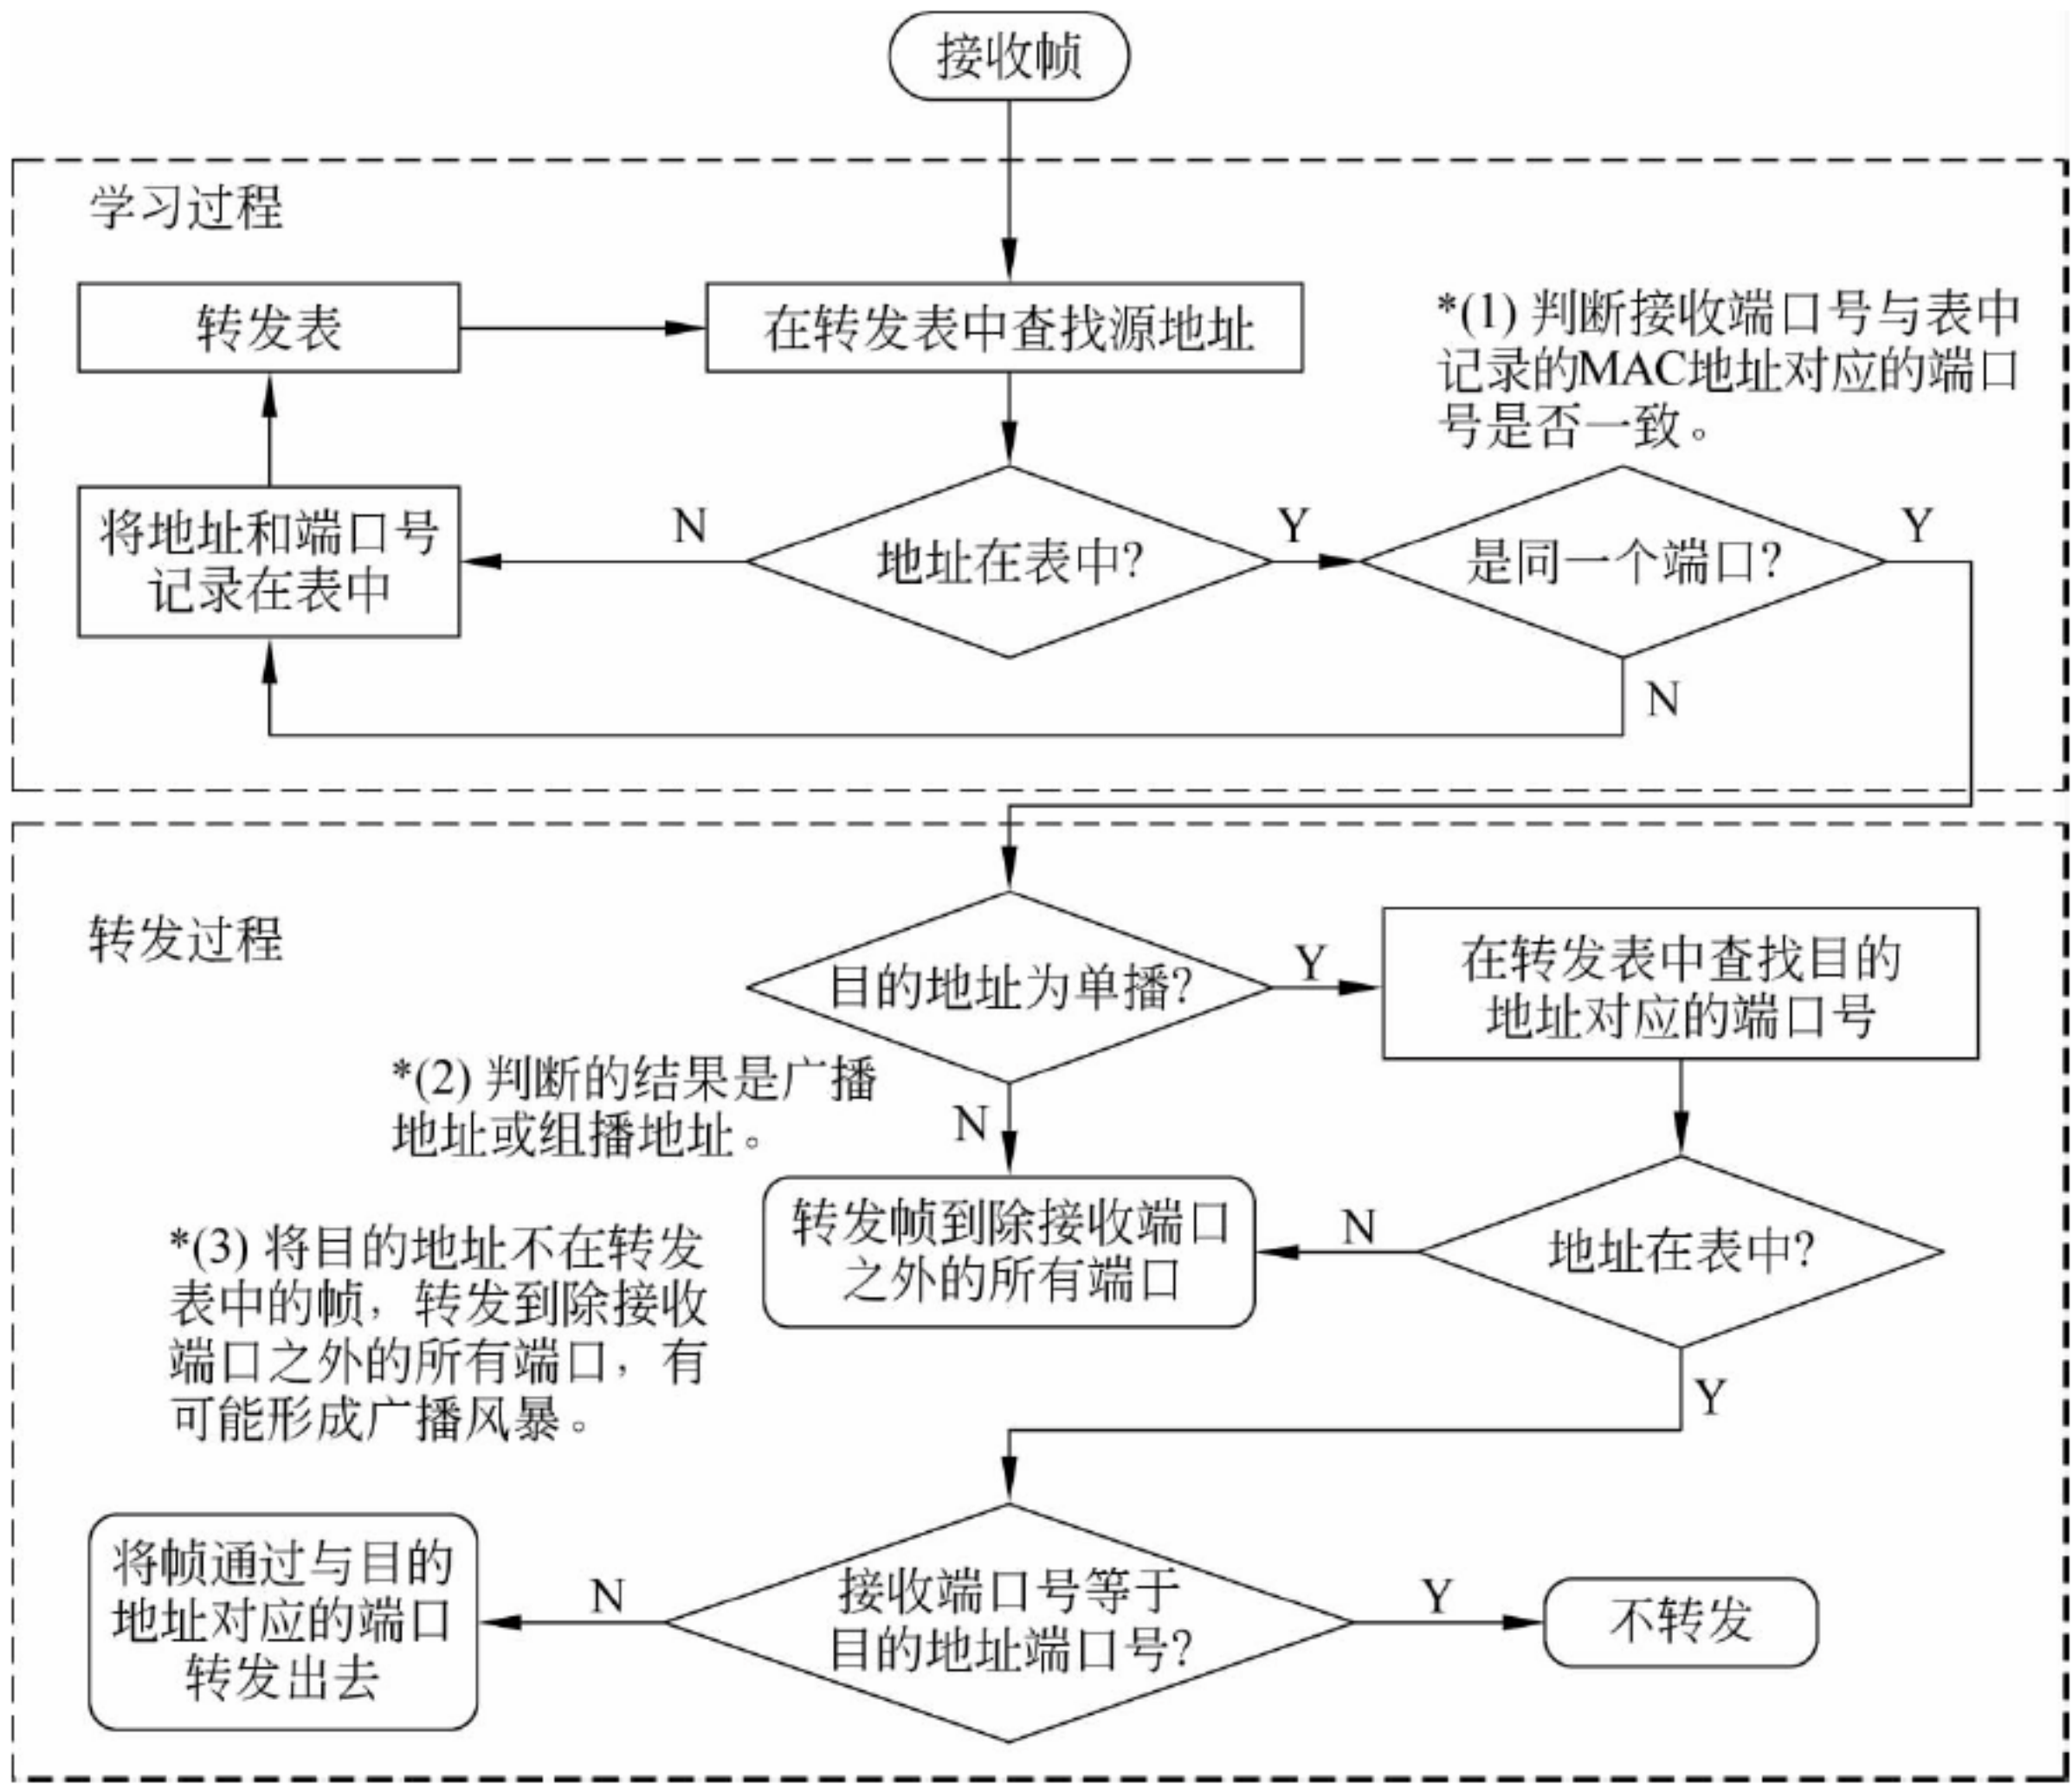 接收帧
学习过程
转发表
在转发表中查找源地址
*(1) 判断接收端口号与表中
记录的MAC地址对应的端口
号是否一致。
将地址和端口号
记录在表中
N
地址在表中?
Y
是同一个端口?
Y
N
转发过程
目的地址为单播?
Y
在转发表中查找目的
地址对应的端口号
*(2) 判断的结果是广播
地址或组播地址。
N
转发帧到除接收端口
之外的所有端口
N
地址在表中?
*(3) 将目的地址不在转发
表中的帧，转发到除接收
端口之外的所有端口，有
可能形成广播风暴。
Y
将帧通过与目的
地址对应的端口
转发出去
N
接收端口号等于
目的地址端口号?
Y
不转发